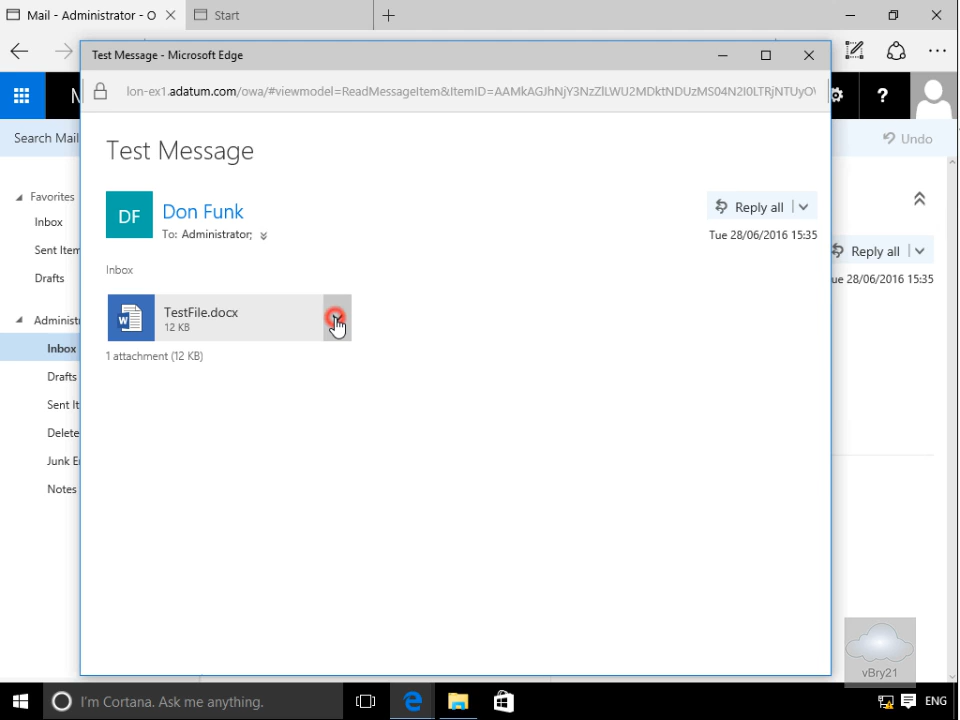 Mail - Administrator - O
Start
Test Message - Microsoft Edge
lon-ex1.adatum.com/owa/#viewmodel=ReadMessageItem&ItemID=
M
?
Search Mail
Undo
Test Message
Favorites
DF
Don Funk
Reply all
Inbox
To: Administrator;
Tue 28/06/2016 15:35
Sent Item
Reply all
Inbox
Drafts
ue 28/06/2016 15:35
TestFile.docx
W
12 KB
Administ
Inbox
1 attachment (12 KB)
Drafts
Sent It
Delete
Junk E
Notes
vBry21
I'm Cortana. Ask me anything.
ENG